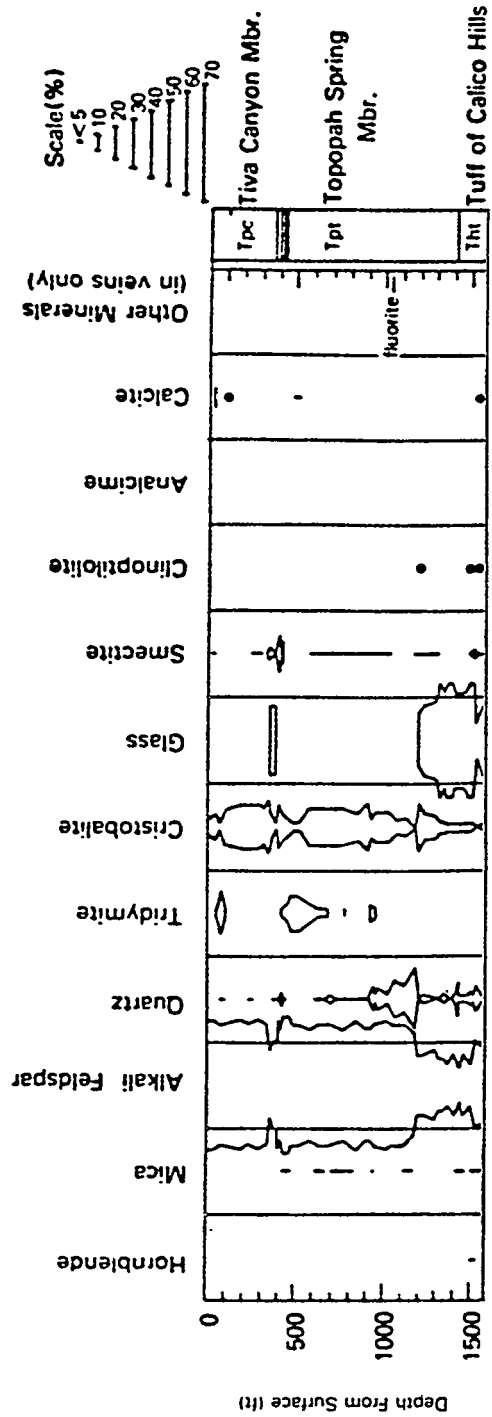 Scale(%)
<5
10
20
30
40
50
60
70
Other Minerals
(in veins only)
Calcite
Analcime
Clinoptilolite
Smectite
Glass
Cristobalite
Tridymite
Quartz
Alkali Feldspar
Mica
Hornblende
fluorite
Tpc
Tiva Canyon Mbr.
Tpt
Topopah Spring
Mbr.
Tht
Tuff of Calico Hills
0
500
1000
1500
Depth From Surface (ft)